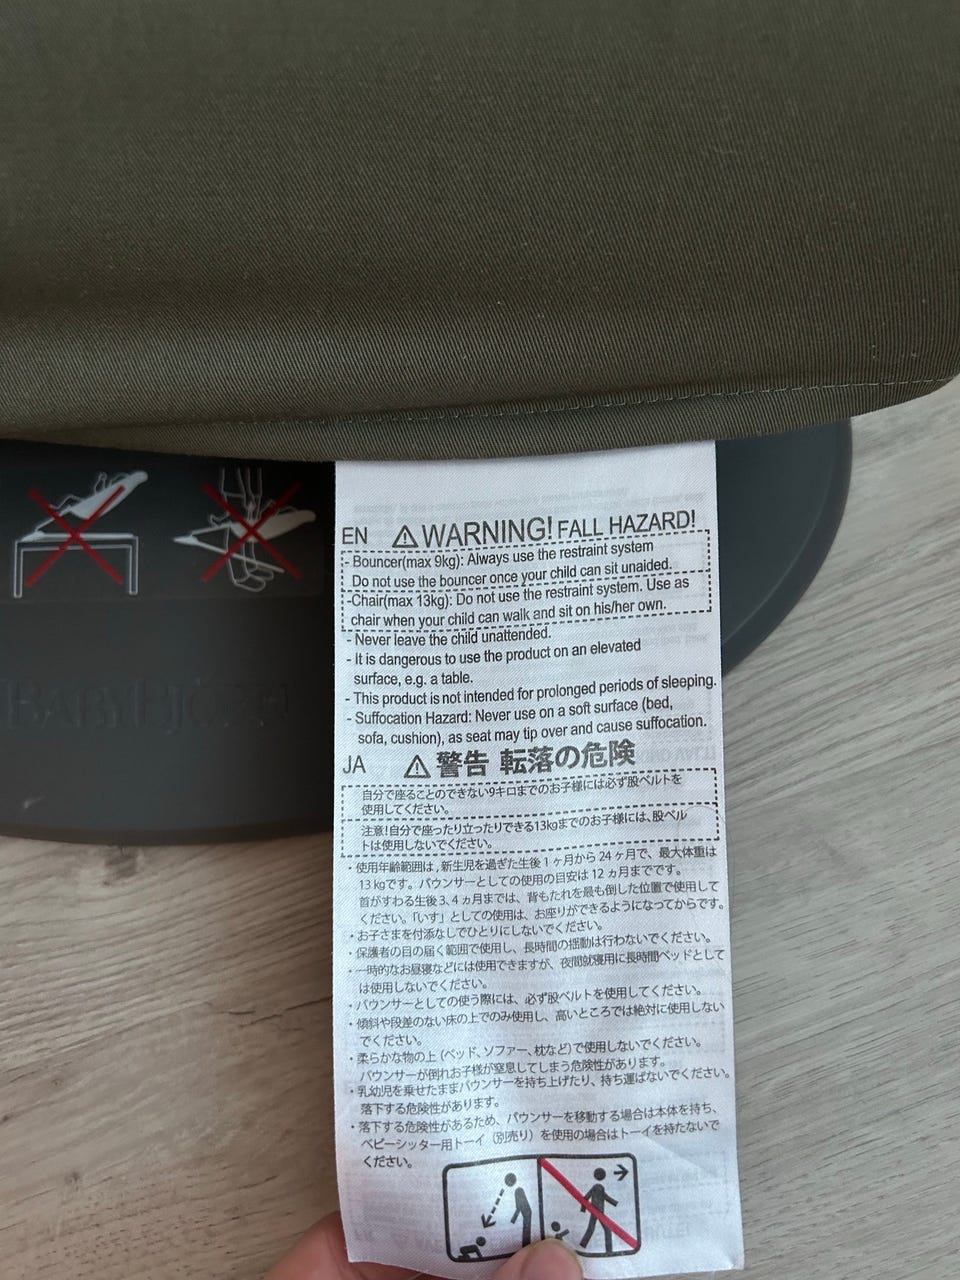 EN ⚠ WARNING! FALL HAZARD!
- Bouncer(max 9kg): Always use the restraint system
Do not use the bouncer once your child can sit unaided.
-Chair(max 13kg): Do not use the restraint system. Use as
chair when your child can walk and sit on his/her own.
- Never leave the child unattended.
- It is dangerous to use the product on an elevated
surface, e.g. a table.
- This product is not intended for prolonged periods of sleeping.
- Suffocation Hazard: Never use on a soft surface (bed,
sofa, cushion), as seat may tip over and cause suffocation.
BABYBJÖRN
JA ⚠ 警告 転落の危険
自分で座ることのできない9キロまでのお子様には必ず股ベルトを
使用してください。
注意!自分で座ったり立ったりできる13kgまでのお子様には、股ベル
トは使用しないでください。
・使用年齢範囲は、新生児を過ぎた生後1ヶ月から24ヶ月で、最大体重は
13kgです。バウンサーとしての使用の目安は12ヵ月までです。
首がすわる生後3、4ヵ月までは、背もたれを最も倒した位置で使用して
ください。「いす」としての使用は、お座りができるようになってからです。
・お子さまを付添なしでひとりにしないでください。
・保護者の目の届く範囲で使用し、長時間の揺動は行わないでください。
・一時的なお昼寝などには使用できますが、夜間就寝用に長時間ベッドとして
は使用しないでください。
・バウンサーとしての使う際には、必ず股ベルトを使用してください。
・傾斜や段差のない床の上でのみ使用し、高いところでは絶対に使用しない
でください。
・柔らかな物の上(ベッド、ソファー、枕など)で使用しないでください。
バウンサーが倒れお子様が窒息してしまう危険性があります。
・乳幼児を乗せたままバウンサーを持ち上げたり、持ち運ばないでください。
落下する危険性があります。
・落下する危険性があるため、バウンサーを移動する場合は本体を持ち、
ベビーシッター用トーイ(別売り)を使用の場合はトーイを持たないで
ください。